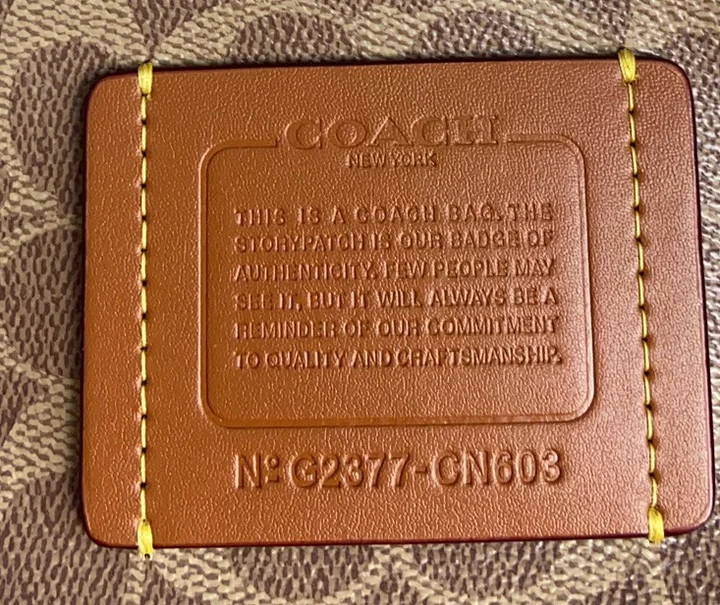 COACH
NEW YORK
THIS IS A COACH BAG. THE
STORYPATCH IS OUR BADGE OF
AUTHENTICITY. FEW PEOPLE MAY
SEE IT, BUT IT WILL ALWAYS BE A
REMINDER OF OUR COMMITMENT
TO QUALITY AND CRAFTSMANSHIP.
Nº G2377-CN603